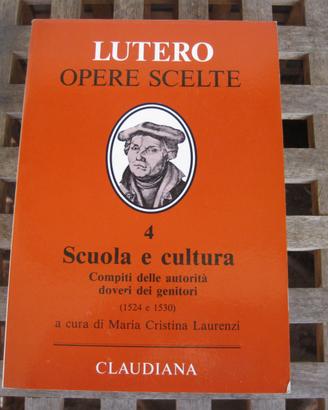 LUTERO
OPERE SCELTE
4
Scuola e cultura
Compiti delle autorità
doveri dei genitori
(1524 e 1530)
a cura di Maria Cristina Laurenzi
CLAUDIANA